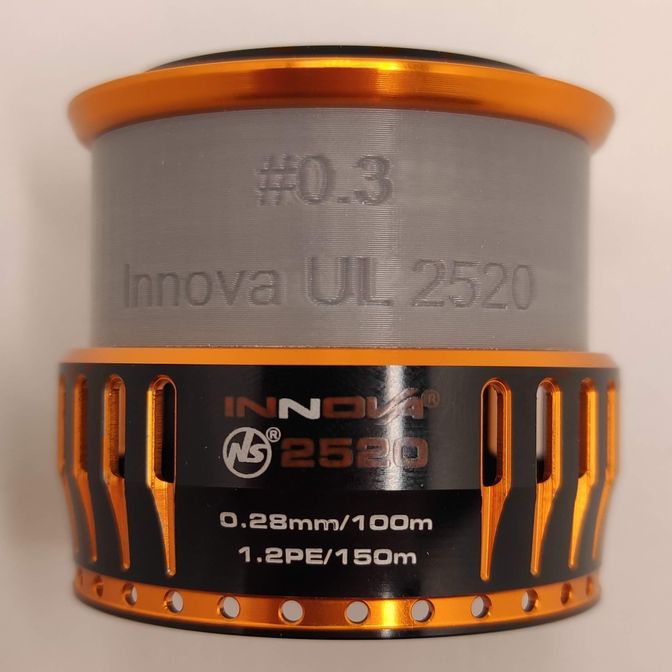 #0.3
Innova UL 2520
INNOVA®
NS® 2520
0.28mm/100m
1.2PE/150m